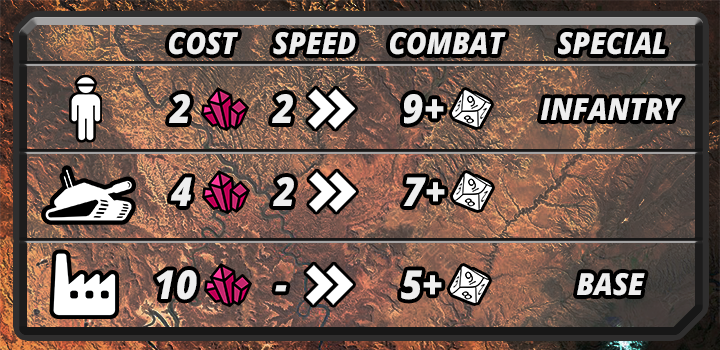 COST SPEED COMBAT SPECIAL
2 2 9+ INFANTRY
4 2 7+
10 - 5+ BASE